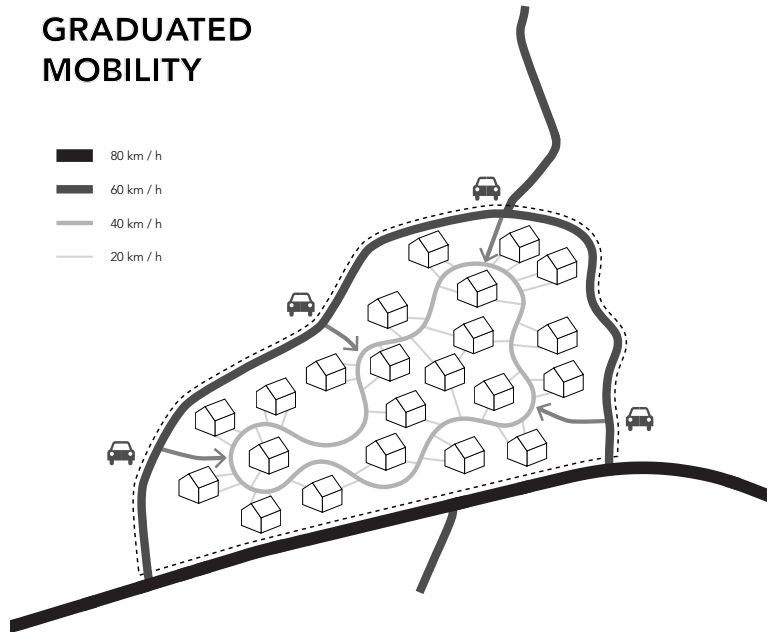 GRADUATED
MOBILITY
80 km / h
60 km / h
40 km / h
20 km / h